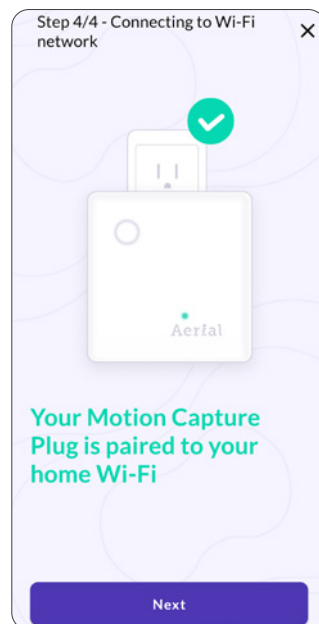 Step 4/4 - Connecting to Wi-Fi
network
Aerıal
Your Motion Capture
Plug is paired to your
home Wi-Fi
Next